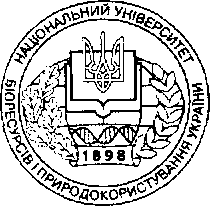 НАЦІОНАЛЬНИЙ УНІВЕРСИТЕТ
БІОРЕСУРСІВ І ПРИРОДОКОРИСТУВАННЯ УКРАЇНИ
1898